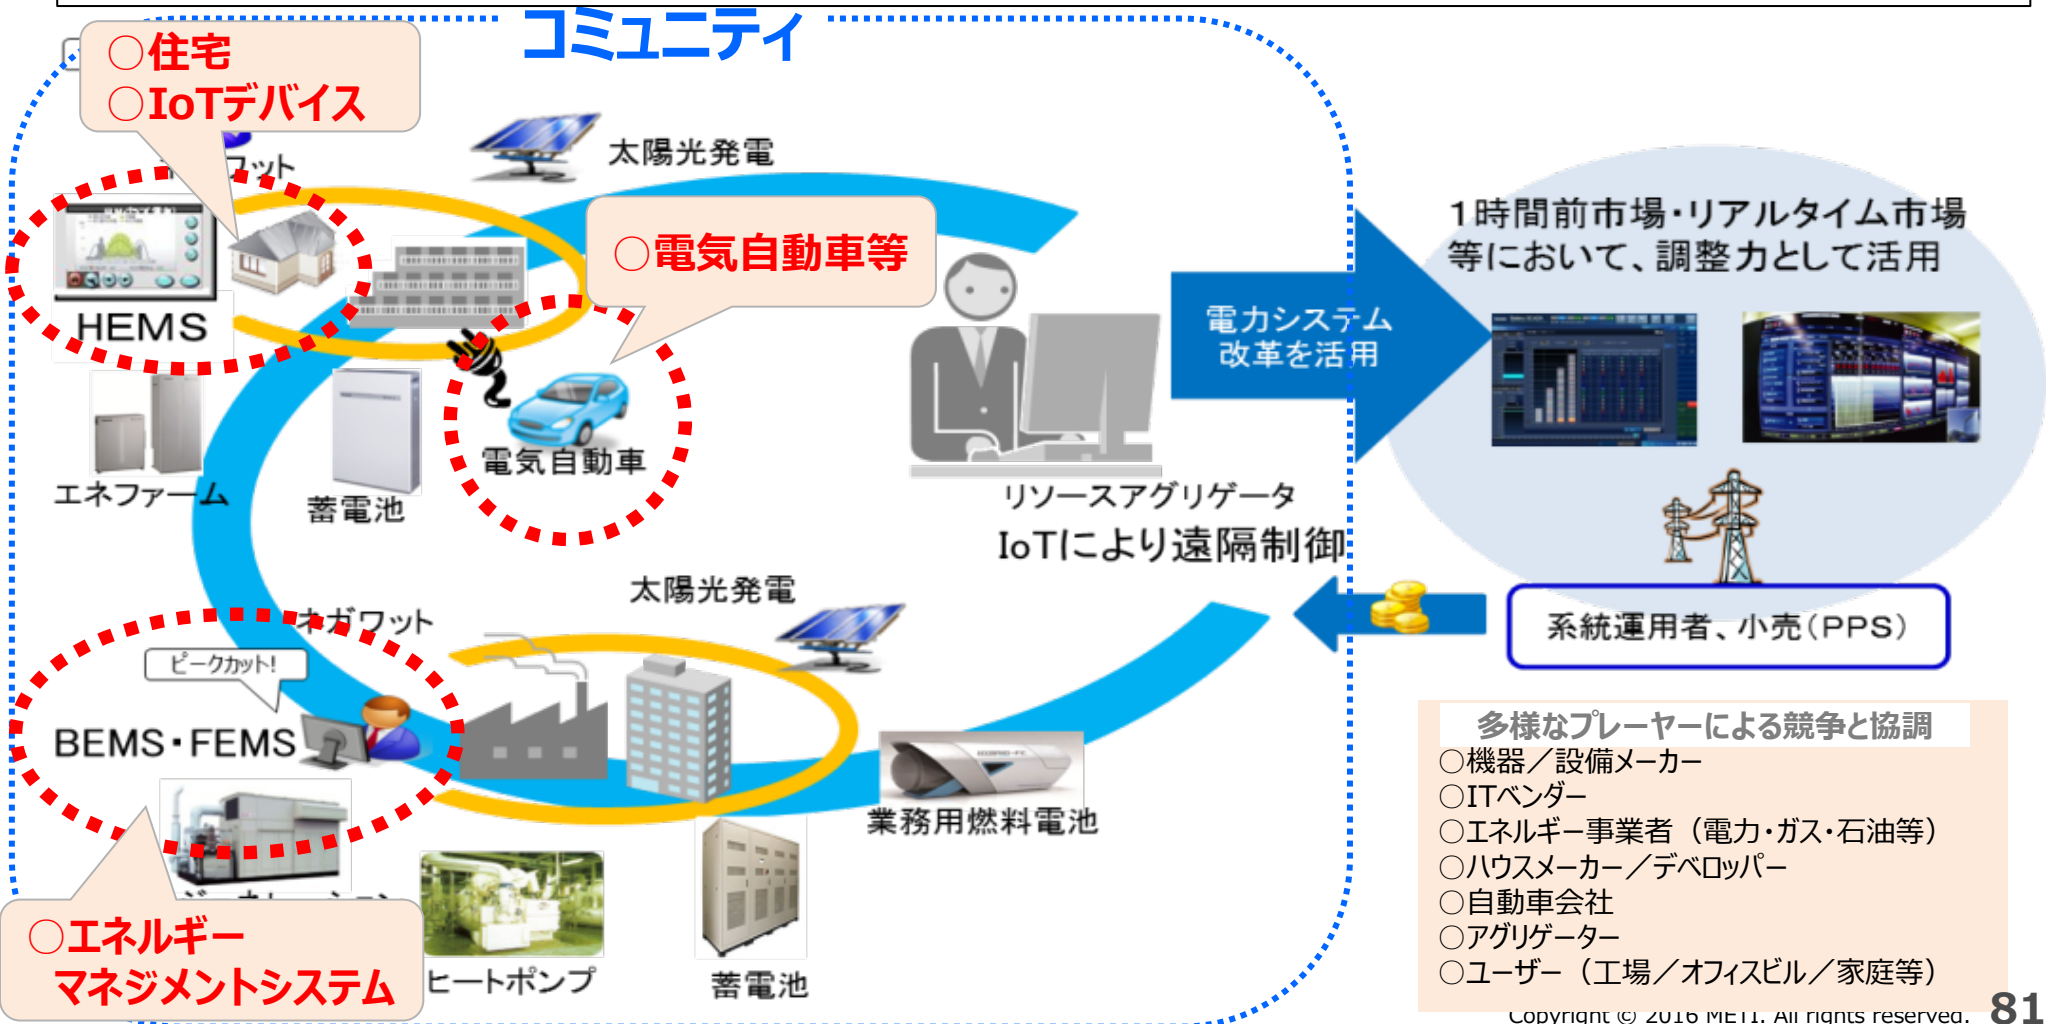 コミュニティ
○住宅
○IoTデバイス
太陽光発電
○電気自動車等
HEMS
エネファーム
蓄電池
電気自動車
リソースアグリゲータ
IoTにより遠隔制御
電力システム
改革を活用
1時間前市場・リアルタイム市場
等において、調整力として活用
系統運用者、小売(PPS)
太陽光発電
ネガワット
ピークカット!
BEMS・FEMS
業務用燃料電池
ヒートポンプ
蓄電池
○エネルギー
マネジメントシステム
多様なプレーヤーによる競争と協調
○機器／設備メーカー
○ITベンダー
○エネルギー事業者（電力・ガス・石油等）
○ハウスメーカー／デベロッパー
○自動車会社
○アグリゲーター
○ユーザー（工場／オフィスビル／家庭等）
Copyright © 2016 METI. All rights reserved.
81